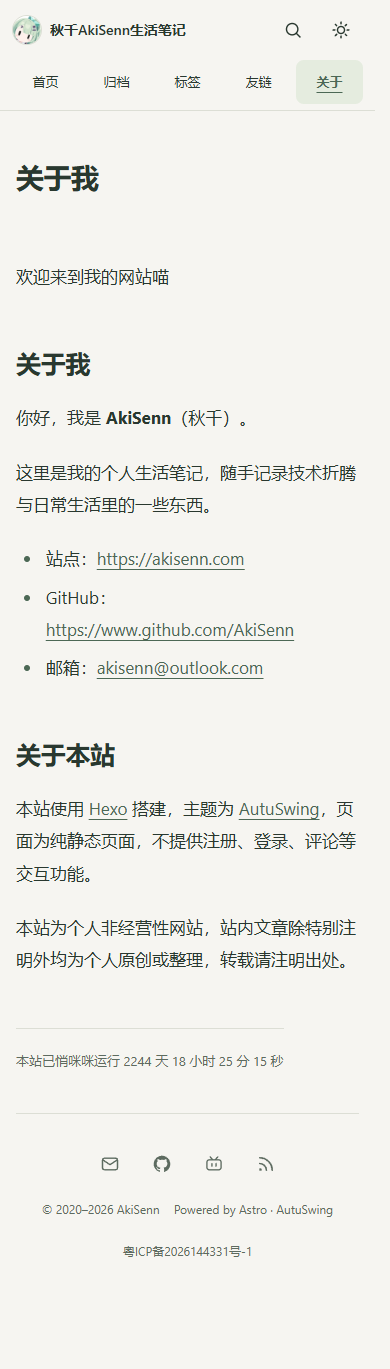 秋千AkiSenn生活笔记
首页 归档 标签 友链 关于
关于我
欢迎来到我的网站喵
关于我
你好，我是 AkiSenn（秋千）。
这里是我的个人生活笔记，随手记录技术折腾
与日常生活里的一些东西。
站点：https://akisenn.com
GitHub：
https://www.github.com/AkiSenn
邮箱：akisenn@outlook.com
关于本站
本站使用 Hexo 搭建，主题为 AutuSwing，页
面为纯静态页面，不提供注册、登录、评论等
交互功能。
本站为个人非经营性网站，站内文章除特别注
明外均为个人原创或整理，转载请注明出处。
本站已悄咪咪运行 2244 天 18 小时 25 分 15 秒
© 2020–2026 AkiSenn Powered by Astro · AutuSwing
粤ICP备2026144331号-1